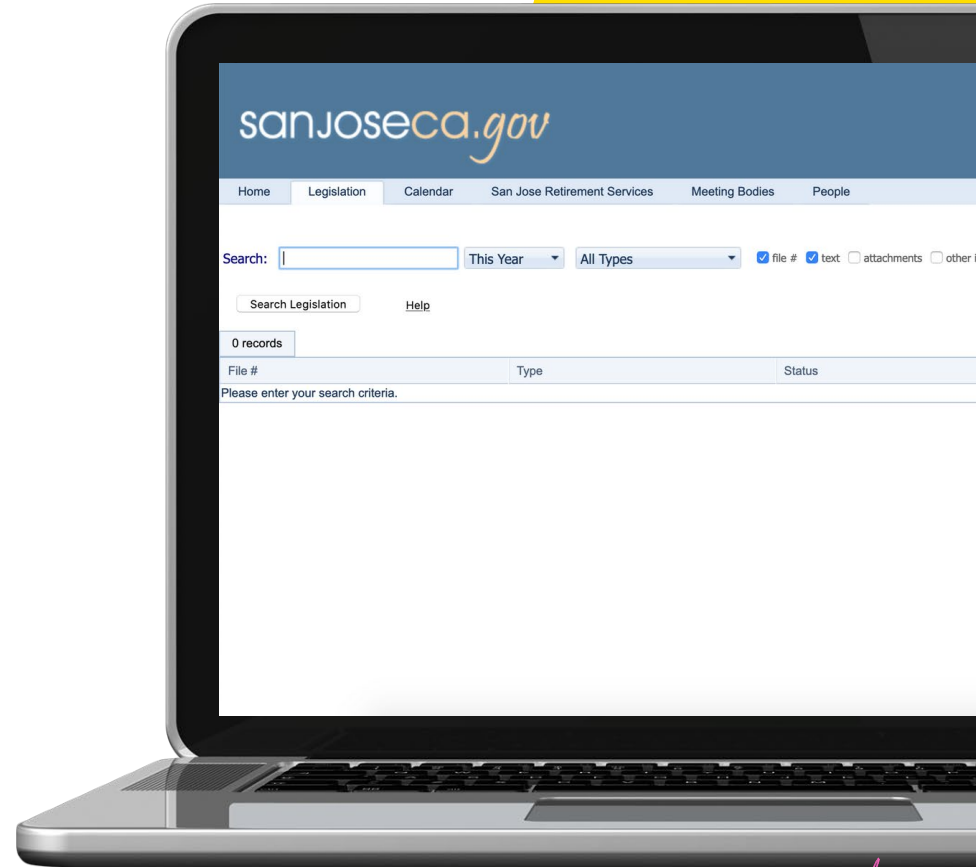 sanjoseca.gov
Home Legislation Calendar San Jose Retirement Services Meeting Bodies People
Search: This Year All Types file # text attachments other
Search Legislation Help
0 records
File # Type Status
Please enter your search criteria.